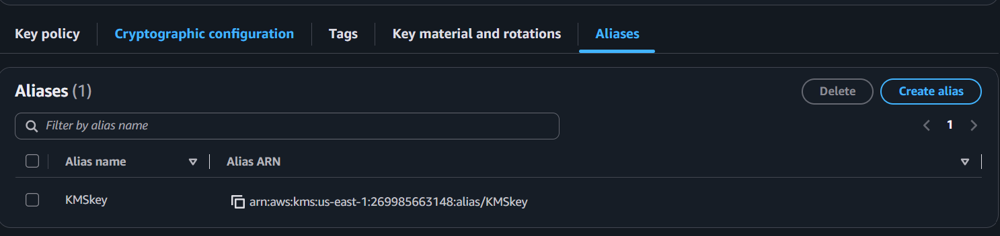 Key policy
Cryptographic configuration
Tags
Key material and rotations
Aliases
Aliases (1)
Delete
Create alias
Filter by alias name
1
Alias name
Alias ARN
KMSkey
arn:aws:kms:us-east-1:269985663148:alias/KMSkey